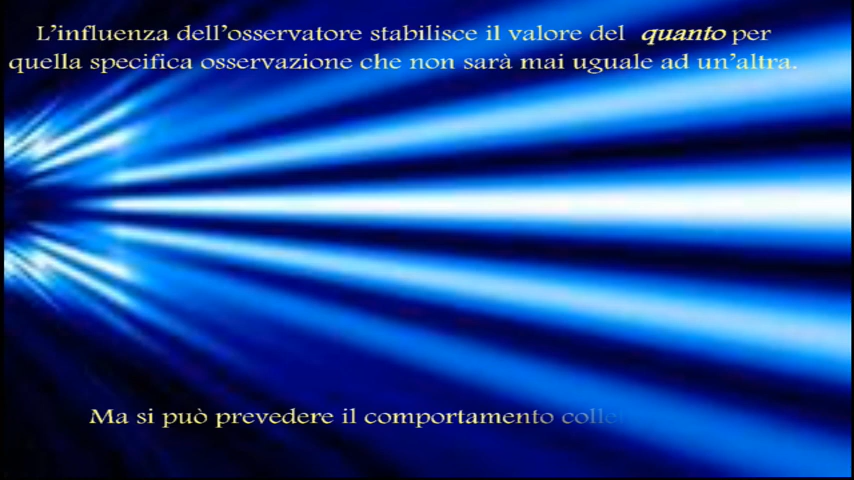 L'influenza dell'osservatore stabilisce il valore del quanto per
quella specifica osservazione che non sarà mai uguale ad un'altra.
Ma si può prevedere il comportamento